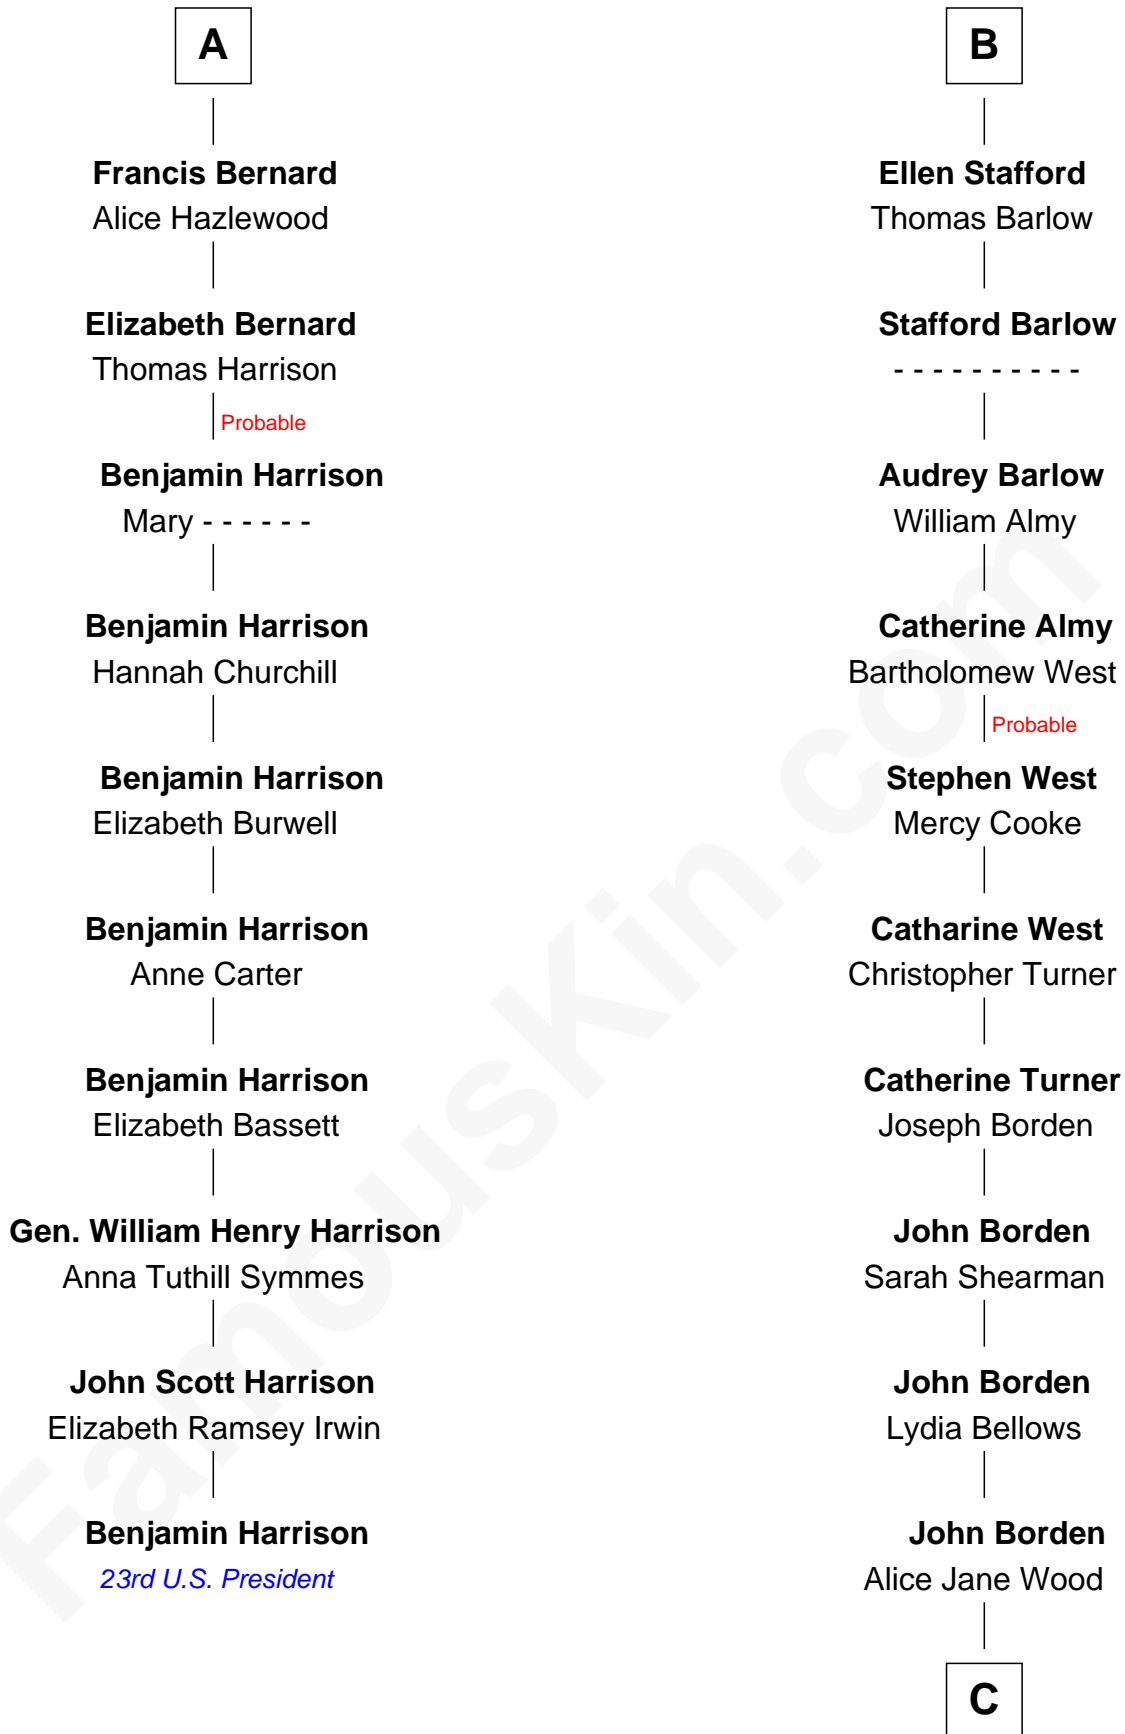 A
Francis Bernard
Alice Hazlewood
Elizabeth Bernard
Thomas Harrison
Probable
Benjamin Harrison
Mary - - - - - -
Benjamin Harrison
Hannah Churchill
Benjamin Harrison
Elizabeth Burwell
Benjamin Harrison
Anne Carter
Benjamin Harrison
Elizabeth Bassett
Gen. William Henry Harrison
Anna Tuthill Symmes
John Scott Harrison
Elizabeth Ramsey Irwin
Benjamin Harrison
23rd U.S. President
B
Ellen Stafford
Thomas Barlow
Stafford Barlow
- - - - - - - - - -
Audrey Barlow
William Almy
Catherine Almy
Bartholomew West
Probable
Stephen West
Mercy Cooke
Catharine West
Christopher Turner
Catherine Turner
Joseph Borden
John Borden
Sarah Shearman
John Borden
Lydia Bellows
John Borden
Alice Jane Wood
C
FamousKin.com